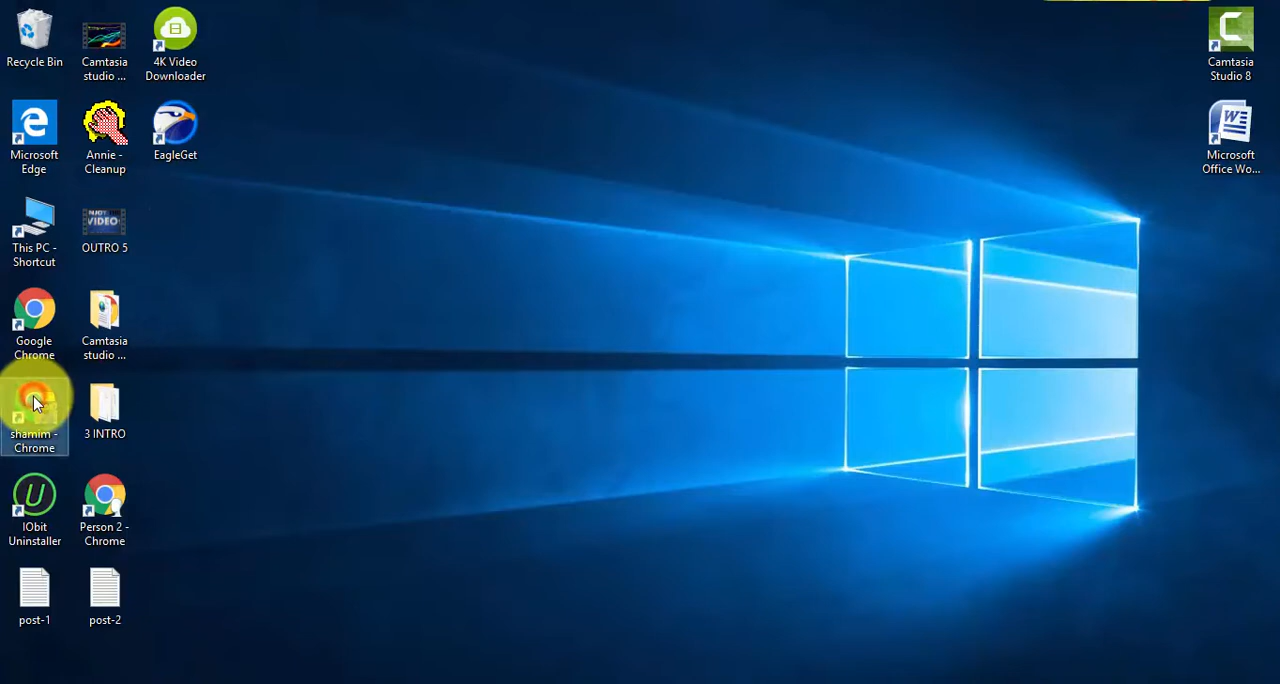 Recycle Bin
Camtasia
studio ...
4K Video
Downloader
Microsoft
Edge
Annie -
Cleanup
EagleGet
This PC -
Shortcut
VIDEO
OUTRO 5
Google
Chrome
Camtasia
studio ...
shamim -
Chrome
3 INTRO
IObit
Uninstaller
Person 2 -
Chrome
post-1
post-2
Camtasia
Studio 8
Microsoft
Office Wo...